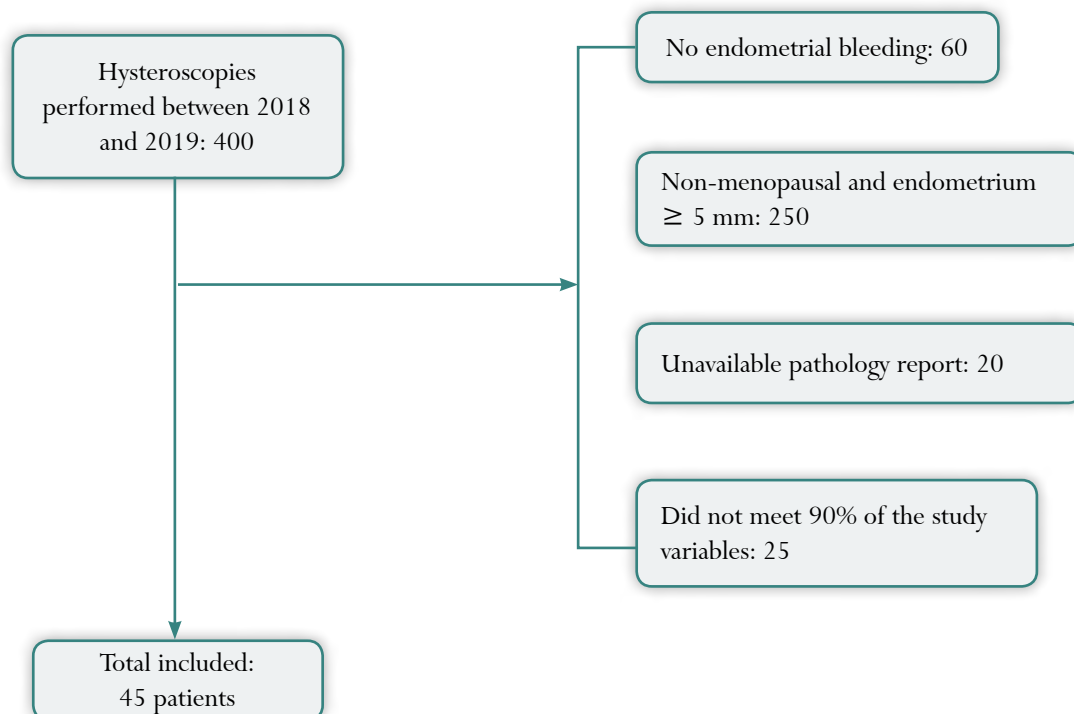 Hysteroscopies
performed between 2018
and 2019: 400
No endometrial bleeding: 60
Non-menopausal and endometrium
≥ 5 mm: 250
Unavailable pathology report: 20
Did not meet 90% of the study
variables: 25
Total included:
45 patients